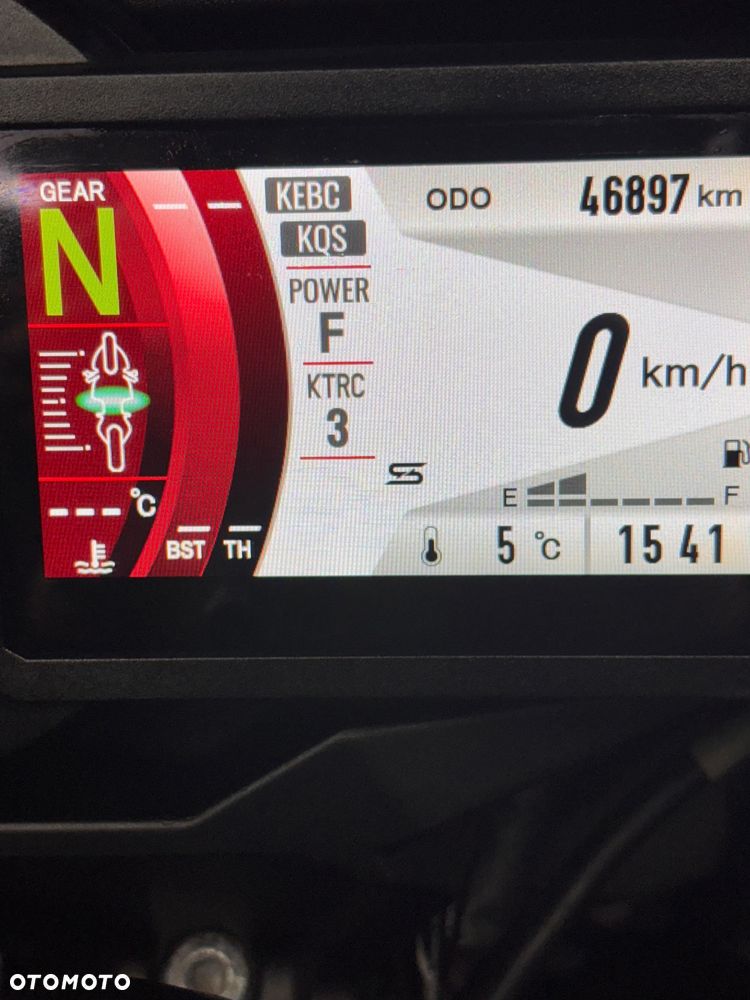 GEAR
N
--- °C
BST TH
KEBC
KQS
POWER
F
KTRC
3
ODO 46897 km
0 km/h
E F
5 °C 15 41
OTOMOTO